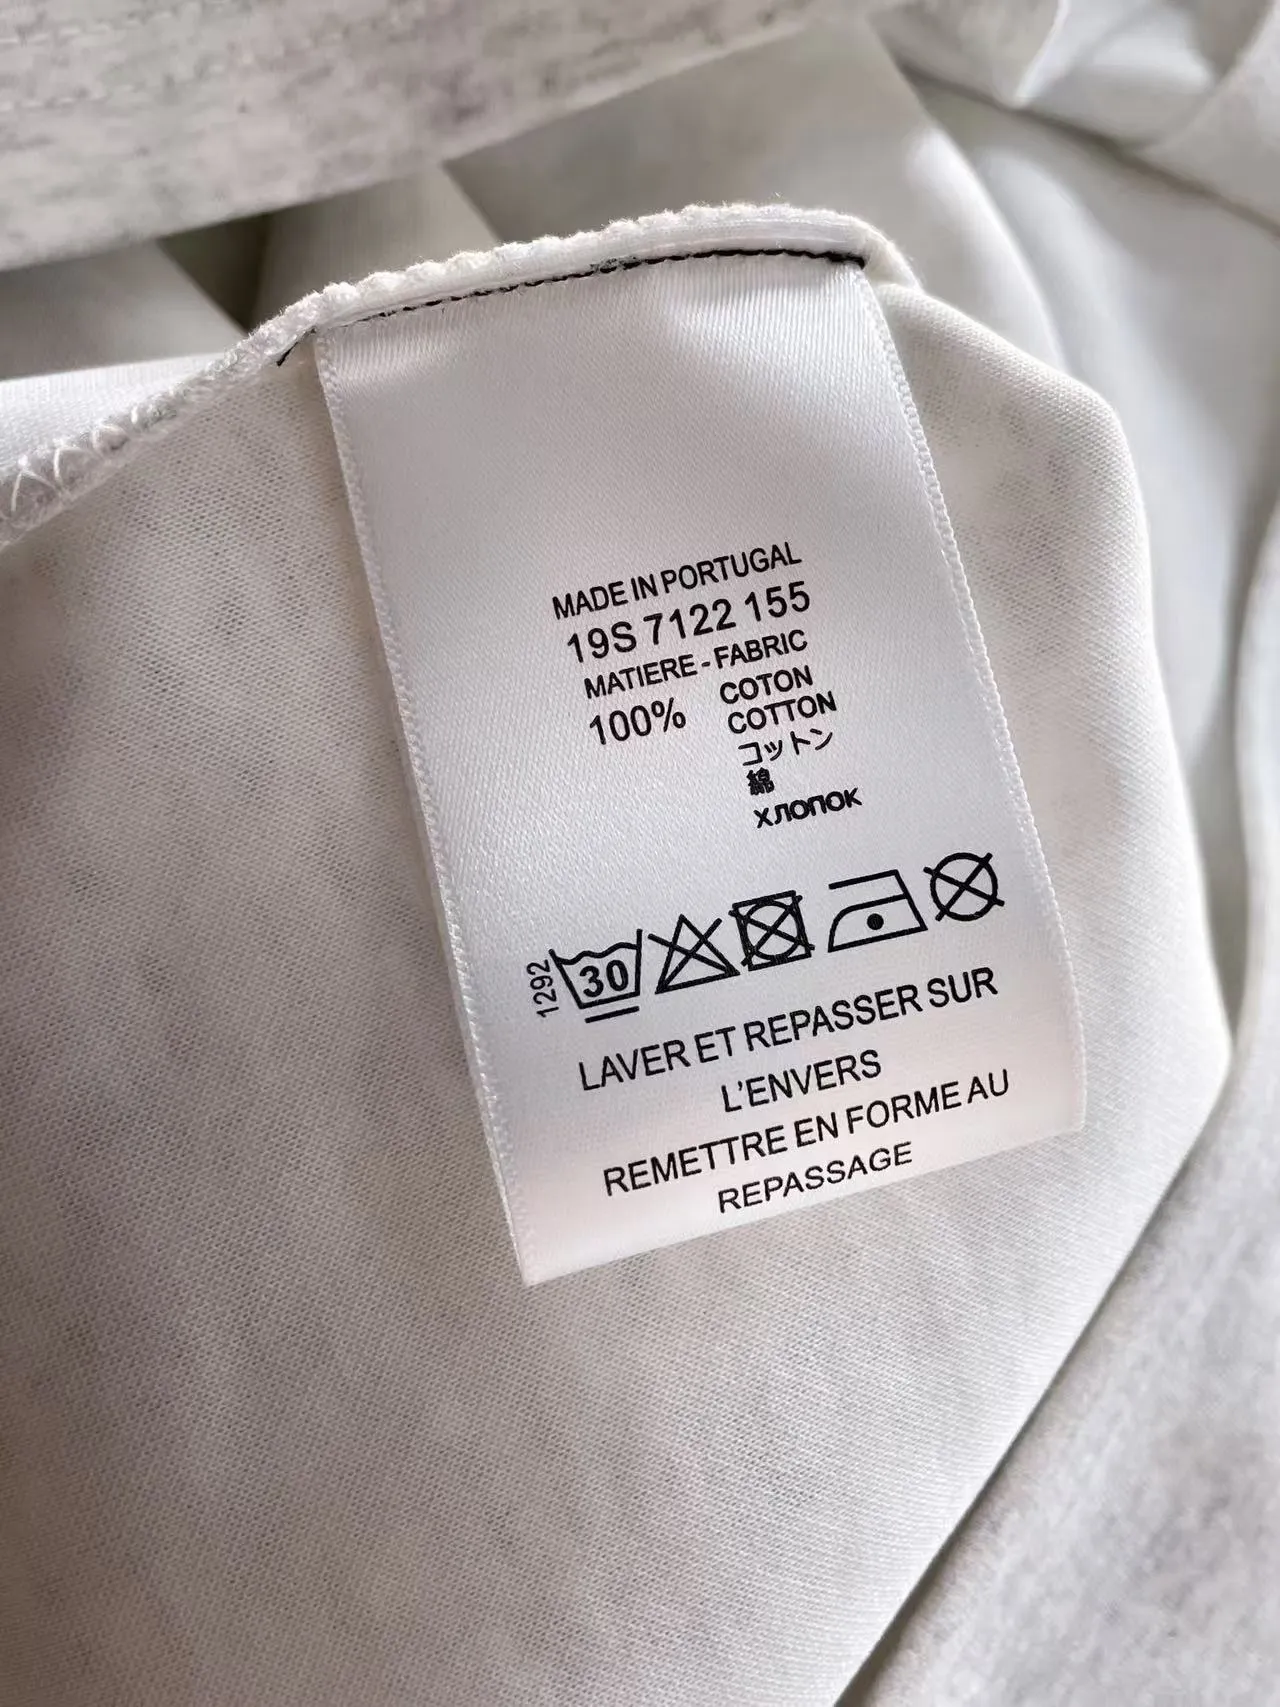 MADE IN PORTUGAL
19S 7122 155
MATIERE - FABRIC
100% COTON
COTTON
コットン
綿
хлопок
1292
30
LAVER ET REPASSER SUR
L'ENVERS
REMETTRE EN FORME AU
REPASSAGE